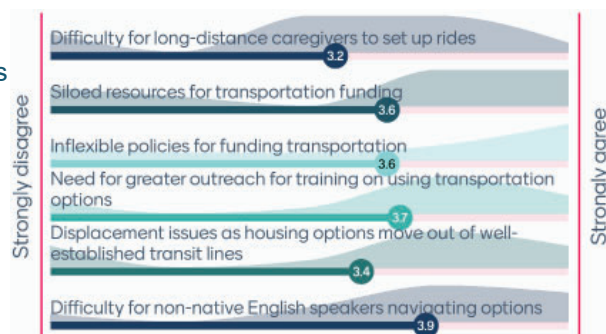 s
Strongly disagree
Difficulty for long-distance caregivers to set up rides
3.2
Siloed resources for transportation funding
3.6
Inflexible policies for funding transportation
3.6
Need for greater outreach for training on using transportation
options
3.7
Displacement issues as housing options move out of well-
established transit lines
3.4
Difficulty for non-native English speakers navigating options
3.9
Strongly agree